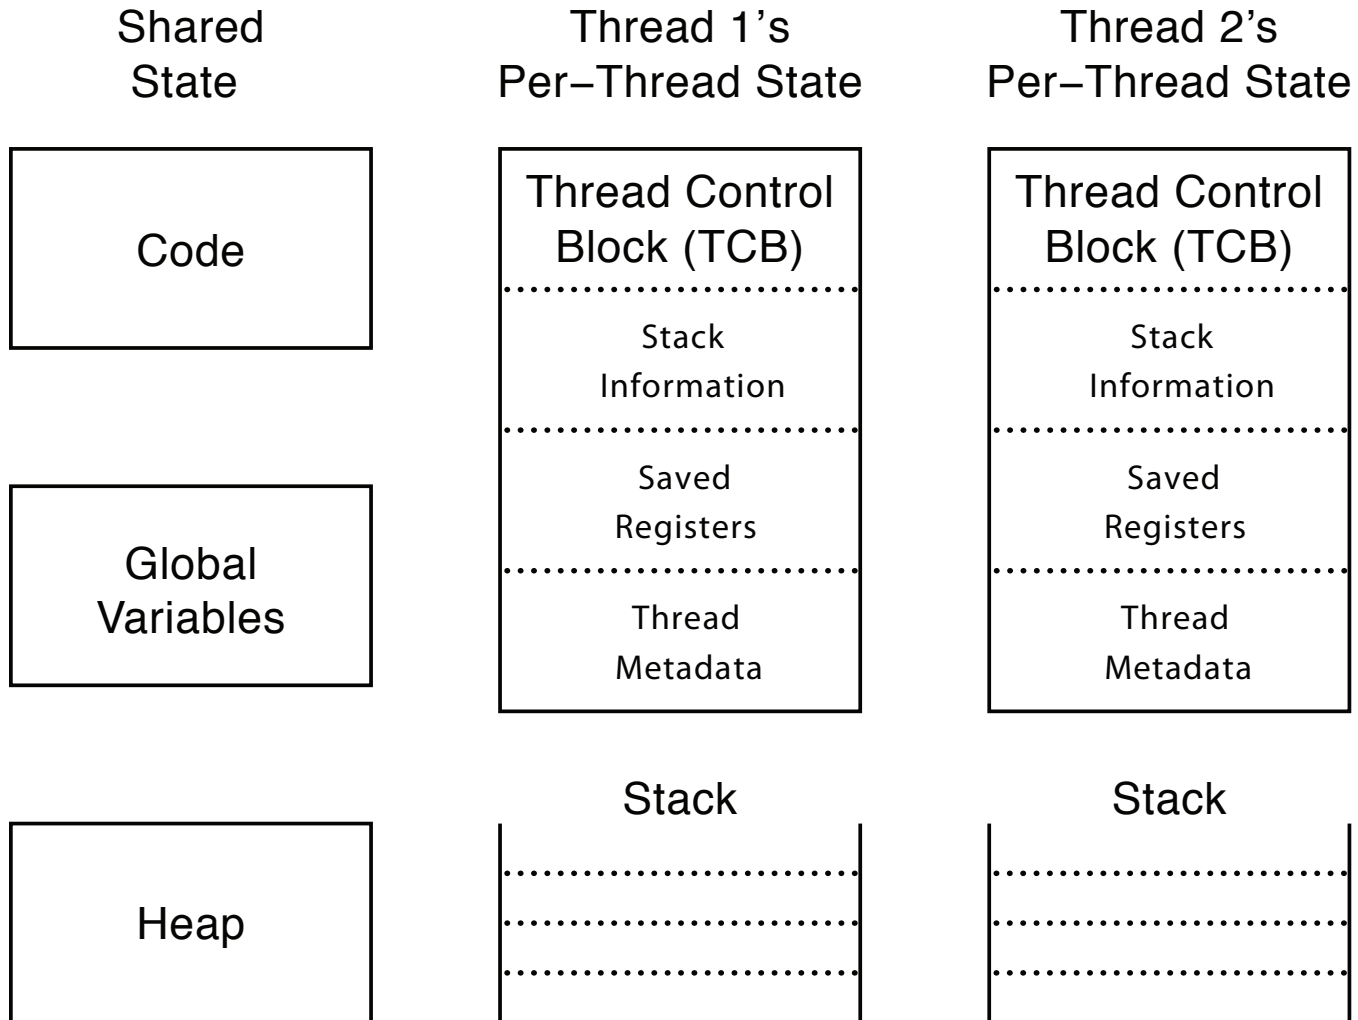 Shared
State
Thread 1’s
Per–Thread State
Thread 2’s
Per–Thread State
Code
Global
Variables
Heap
Thread Control
Block (TCB)
Stack
Information
Saved
Registers
Thread
Metadata
Stack
Thread Control
Block (TCB)
Stack
Information
Saved
Registers
Thread
Metadata
Stack